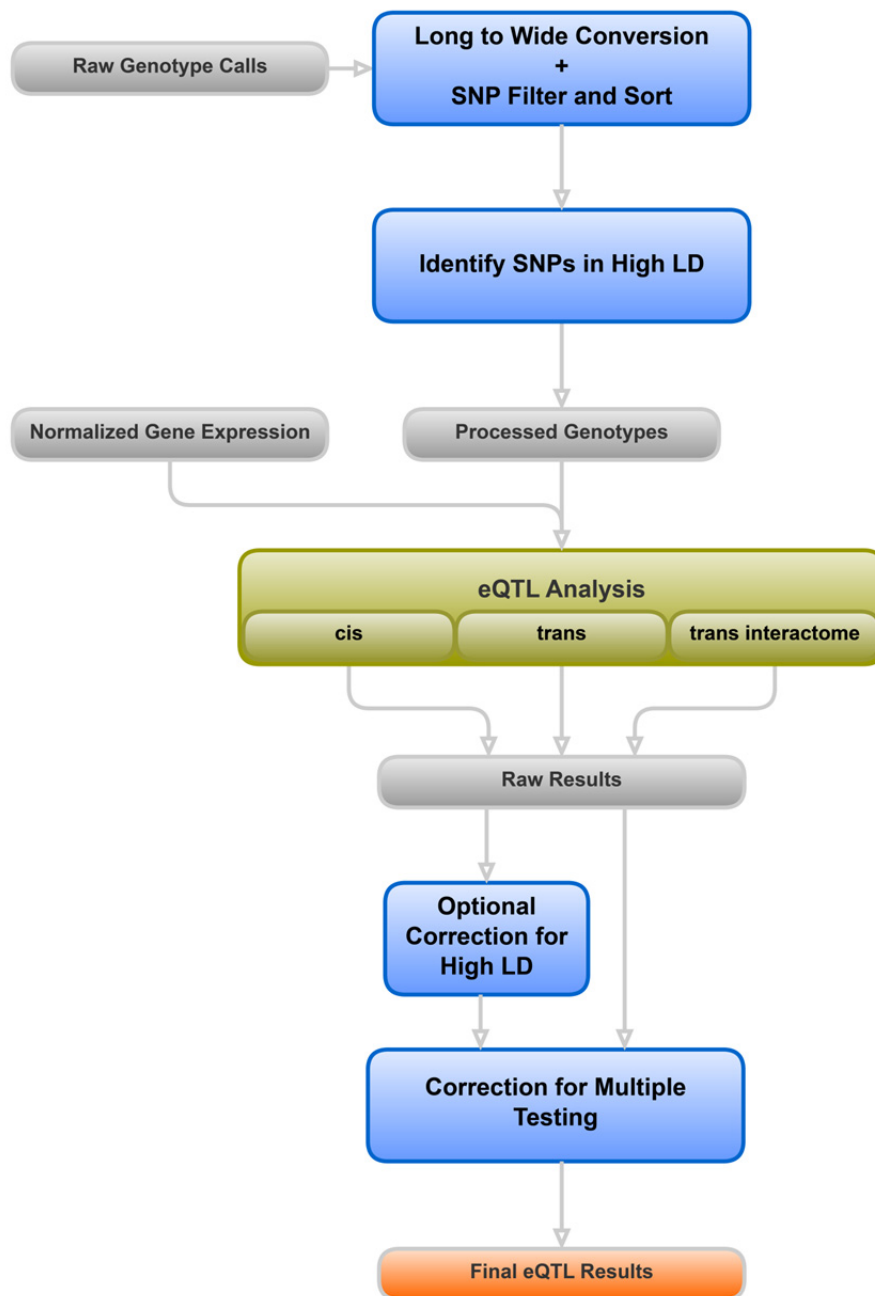 Long to Wide Conversion
+
SNP Filter and Sort
Raw Genotype Calls
Identify SNPs in High LD
Normalized Gene Expression
Processed Genotypes
eQTL Analysis
cis
trans
trans interactome
Raw Results
Optional
Correction for
High LD
Correction for Multiple
Testing
Final eQTL Results